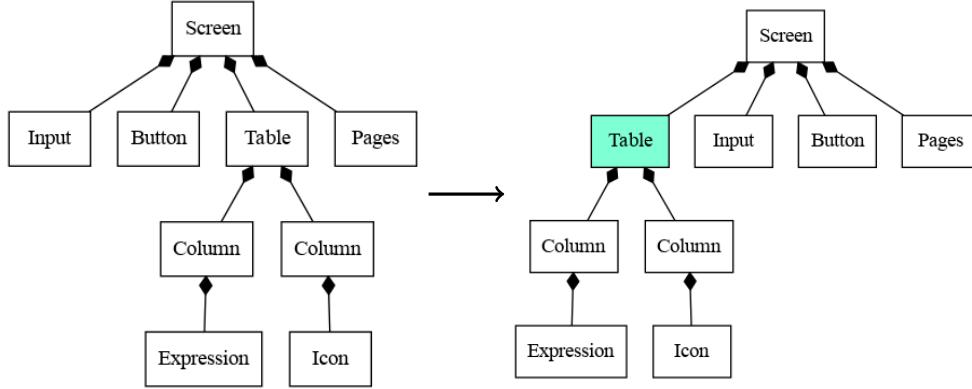 Screen
Input
Button
Table
Pages
Column
Column
Expression
Icon
Screen
Table
Input
Button
Pages
Column
Column
Expression
Icon